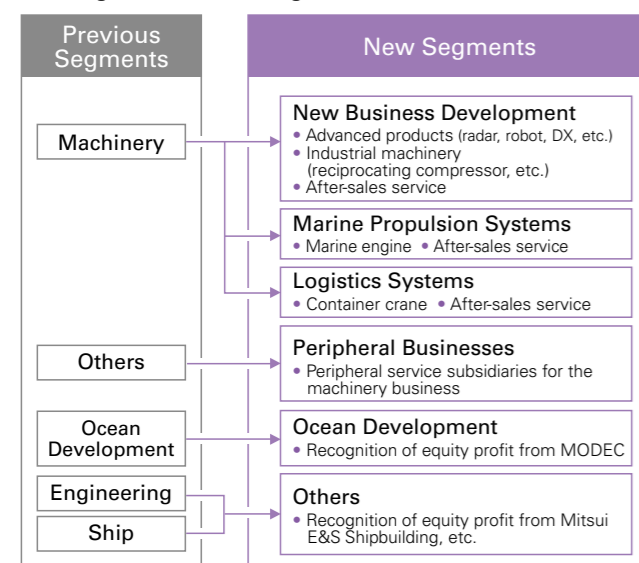 Previous
Segments
New Segments
Machinery
New Business Development
• Advanced products (radar, robot, DX, etc.)
• Industrial machinery
(reciprocating compressor, etc.)
• After-sales service
Marine Propulsion Systems
• Marine engine • After-sales service
Logistics Systems
• Container crane • After-sales service
Others
Peripheral Businesses
• Peripheral service subsidiaries for the
machinery business
Ocean
Development
Ocean Development
• Recognition of equity profit from MODEC
Engineering
Ship
Others
• Recognition of equity profit from Mitsui
E&S Shipbuilding, etc.